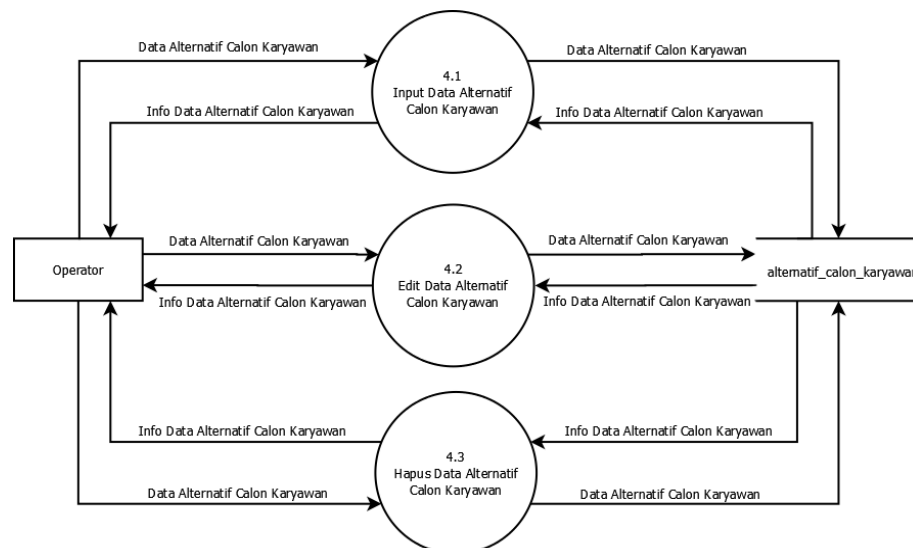 Data Alternatif Calon Karyawan
Data Alternatif Calon Karyawan
4.1
Input Data Alternatif
Calon Karyawan
Info Data Alternatif Calon Karyawan
Info Data Alternatif Calon Karyawan
Operator
Data Alternatif Calon Karyawan
Data Alternatif Calon Karyawan
4.2
Edit Data Alternatif
Calon Karyawan
alternatif_calon_karyawan
Info Data Alternatif Calon Karyawan
Info Data Alternatif Calon Karyawan
Info Data Alternatif Calon Karyawan
Info Data Alternatif Calon Karyawan
4.3
Hapus Data Alternatif
Calon Karyawan
Data Alternatif Calon Karyawan
Data Alternatif Calon Karyawan